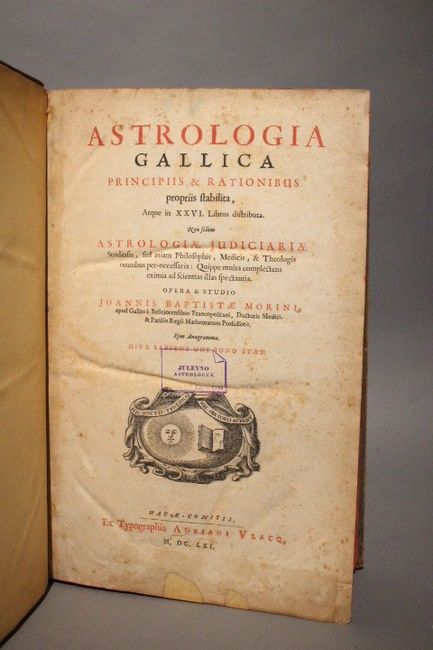 ASTROLOGIA
GALLICA
PRINCIPIIS & RATIONIBUS
propriis stabilita,
Atque in XXVI. Libros distributa.
Non solùm
ASTROLOGIÆ JUDICIARIÆ
Studiosis, sed etiam Philosophis, Medicis, & Theologis
omnibus per-necessaria: Quippe multa complectens
eximia ad scientias illas spectantia.
OPERA & STUDIO
JOANNIS BAPTISTÆ MORINI,
apud Gallos è Bellejocensibus Francopolitani, Doctoris Medici,
& Parisiis Regii Mathematum Professoris.
Ejus Anagramma.
MIRA SAPIENS UNI BONO STAT.
JULEVNO
ASTROLOGUE
HAGÆ-COMITIS,
Ex Typographia ADRIANI VLACQ,
M. DC. LXI.